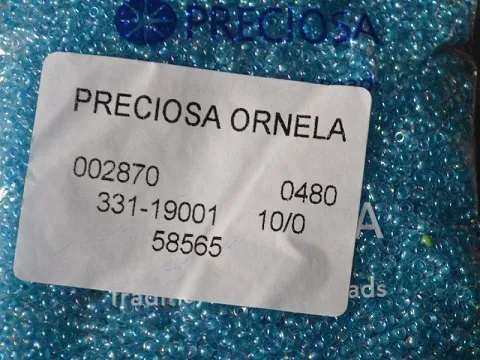 PRECIOSA
PRECIOSA ORNELA
002870 0480
331-19001 10/0
58565